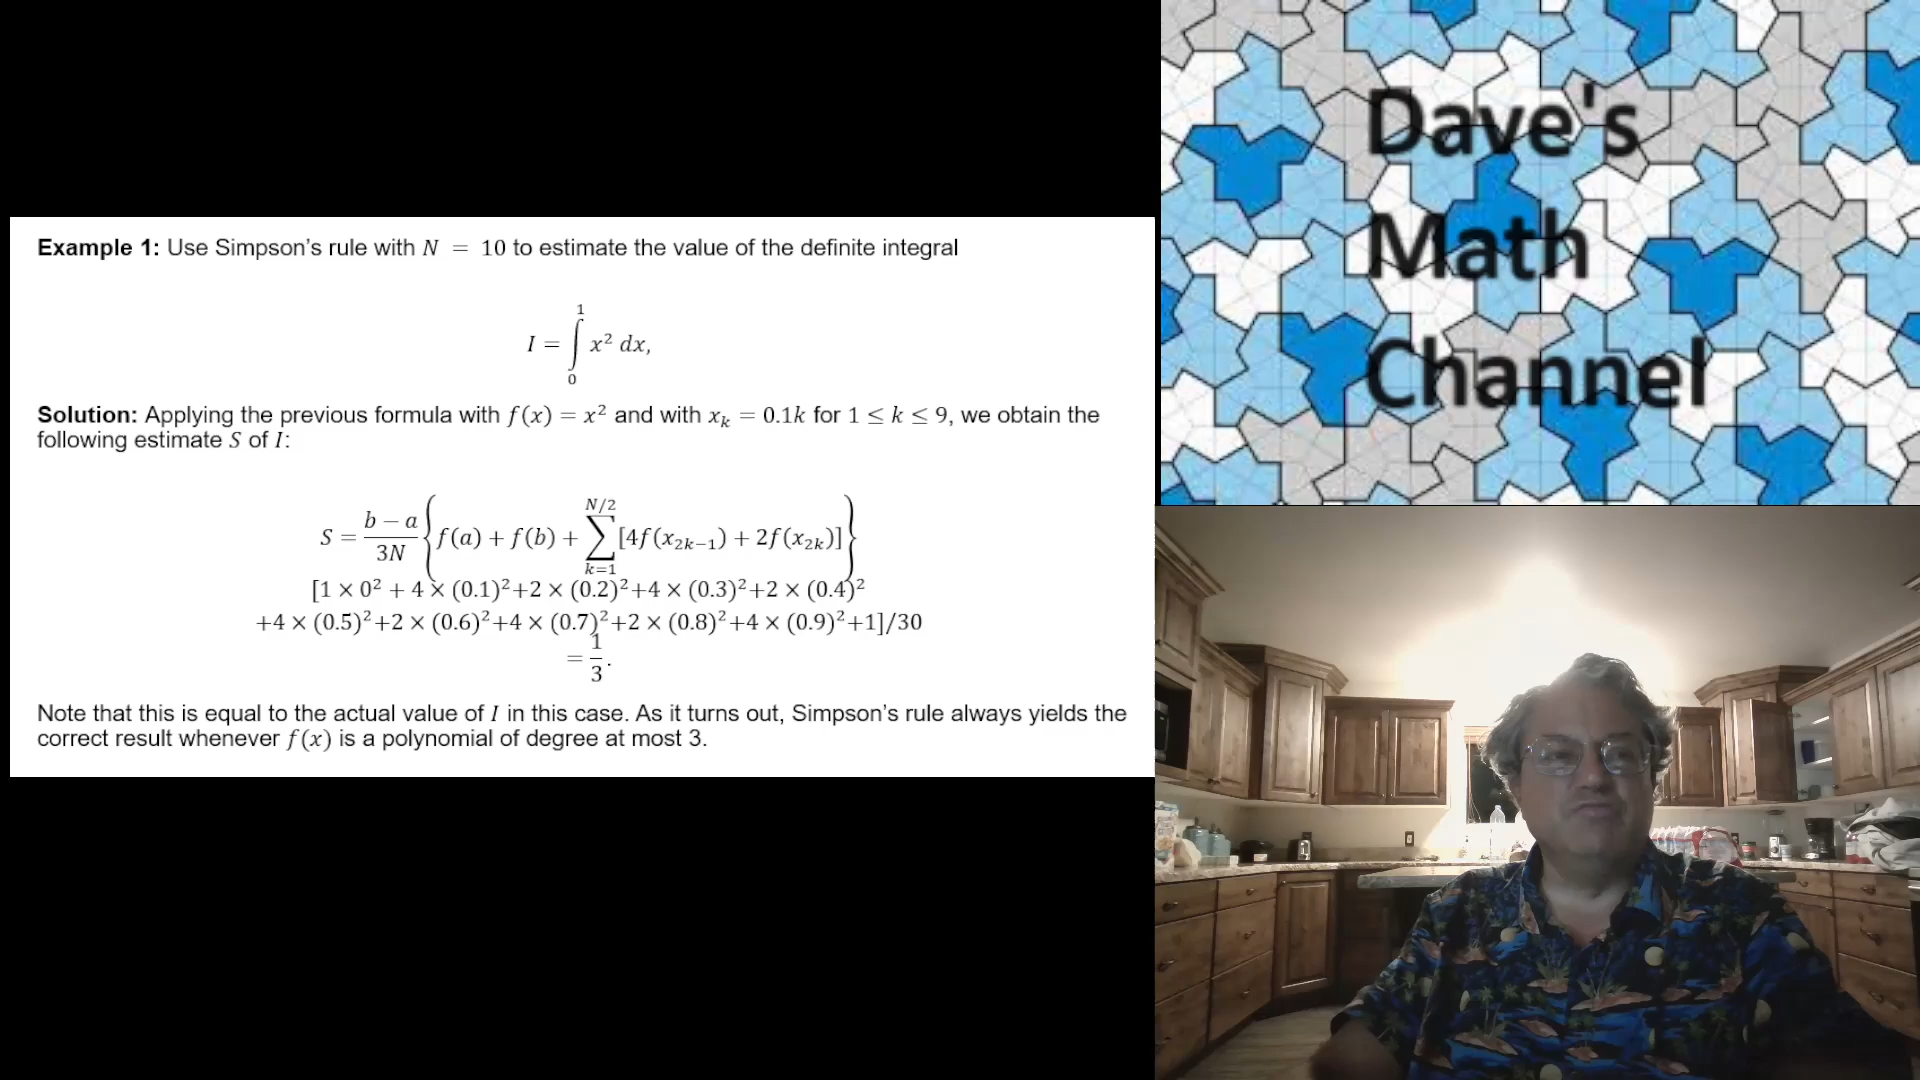 Example 1: Use Simpson's rule with N = 10 to estimate the value of the definite integral
I = ∫₀¹ x² dx,
Solution: Applying the previous formula with f(x) = x² and with xₖ = 0.1k for 1 ≤ k ≤ 9, we obtain the
following estimate S of I:
S = (b − a)/3N {f(a) + f(b) + ∑_{k=1}^{N/2} [4f(x₂ₖ₋₁) + 2f(x₂ₖ)]}
[1 × 0² + 4 × (0.1)²+2 × (0.2)²+4 × (0.3)²+2 × (0.4)²
+4 × (0.5)²+2 × (0.6)²+4 × (0.7)²+2 × (0.8)²+4 × (0.9)²+1]/30
= 1/3.
Note that this is equal to the actual value of I in this case. As it turns out, Simpson's rule always yields the
correct result whenever f(x) is a polynomial of degree at most 3.
Dave's
Math
Channel